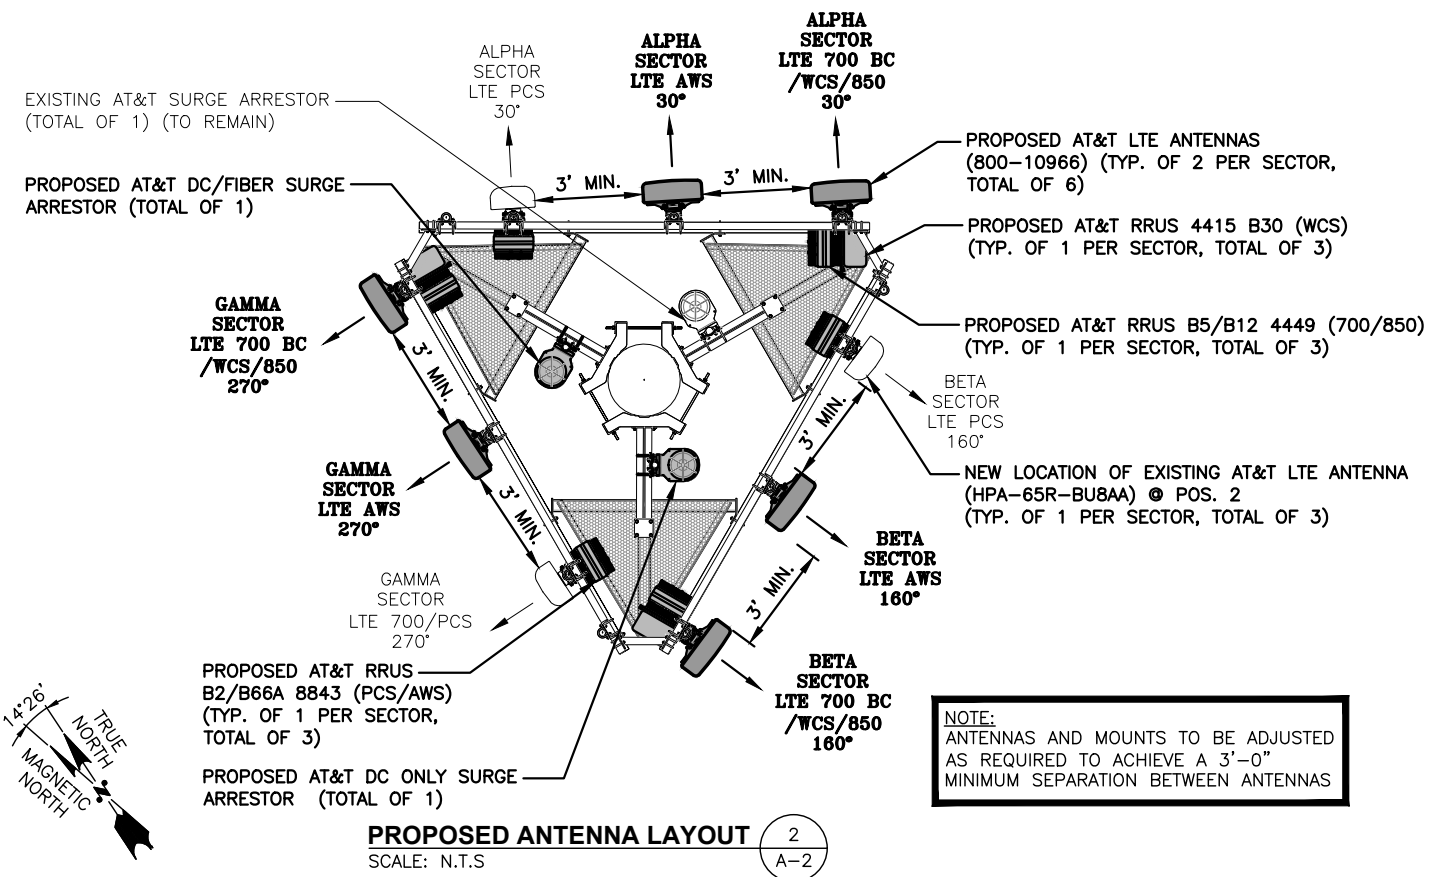 ALPHA
SECTOR
LTE PCS
30°
ALPHA
SECTOR
LTE AWS
30°
ALPHA
SECTOR
LTE 700 BC
/WCS/850
30°
EXISTING AT&T SURGE ARRESTOR
(TOTAL OF 1) (TO REMAIN)
PROPOSED AT&T DC/FIBER SURGE
ARRESTOR (TOTAL OF 1)
3' MIN.
3' MIN.
PROPOSED AT&T LTE ANTENNAS
(800-10966) (TYP. OF 2 PER SECTOR,
TOTAL OF 6)
PROPOSED AT&T RRUS 4415 B30 (WCS)
(TYP. OF 1 PER SECTOR, TOTAL OF 3)
PROPOSED AT&T RRUS B5/B12 4449 (700/850)
(TYP. OF 1 PER SECTOR, TOTAL OF 3)
GAMMA
SECTOR
LTE 700 BC
/WCS/850
270°
3' MIN.
BETA
SECTOR
LTE PCS
160°
3' MIN.
NEW LOCATION OF EXISTING AT&T LTE ANTENNA
(HPA-65R-BU8AA) @ POS. 2
(TYP. OF 1 PER SECTOR, TOTAL OF 3)
GAMMA
SECTOR
LTE AWS
270°
3' MIN.
BETA
SECTOR
LTE AWS
160°
3' MIN.
GAMMA
SECTOR
LTE 700/PCS
270°
BETA
SECTOR
LTE 700 BC
/WCS/850
160°
PROPOSED AT&T RRUS
B2/B66A 8843 (PCS/AWS)
(TYP. OF 1 PER SECTOR,
TOTAL OF 3)
PROPOSED AT&T DC ONLY SURGE
ARRESTOR (TOTAL OF 1)
14°26'
TRUE
NORTH
MAGNETIC
NORTH
N
NOTE:
ANTENNAS AND MOUNTS TO BE ADJUSTED
AS REQUIRED TO ACHIEVE A 3'-0"
MINIMUM SEPARATION BETWEEN ANTENNAS
PROPOSED ANTENNA LAYOUT
SCALE: N.T.S
2
A-2